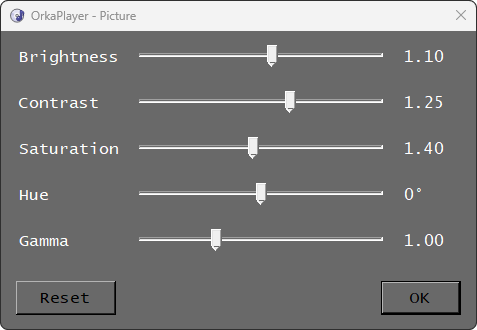 OrkaPlayer - Picture
Brightness 1.10
Contrast 1.25
Saturation 1.40
Hue 0°
Gamma 1.00
Reset OK